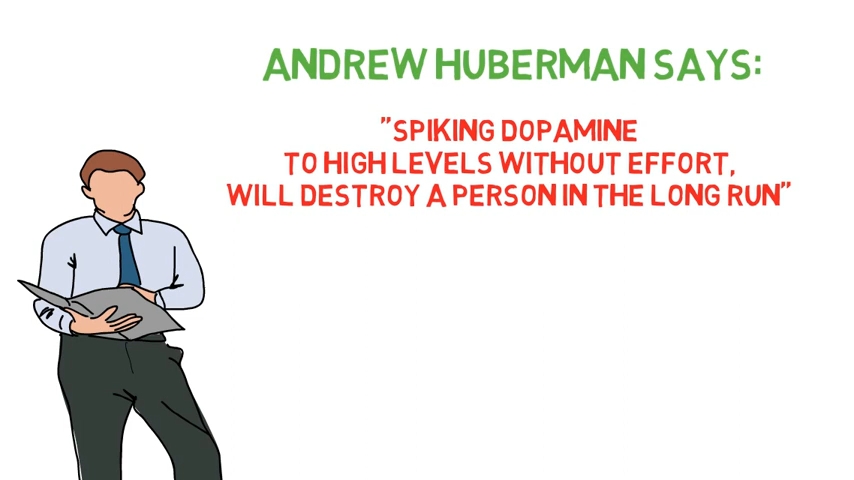 ANDREW HUBERMAN SAYS:
"SPIKING DOPAMINE
TO HIGH LEVELS WITHOUT EFFORT,
WILL DESTROY A PERSON IN THE LONG RUN"